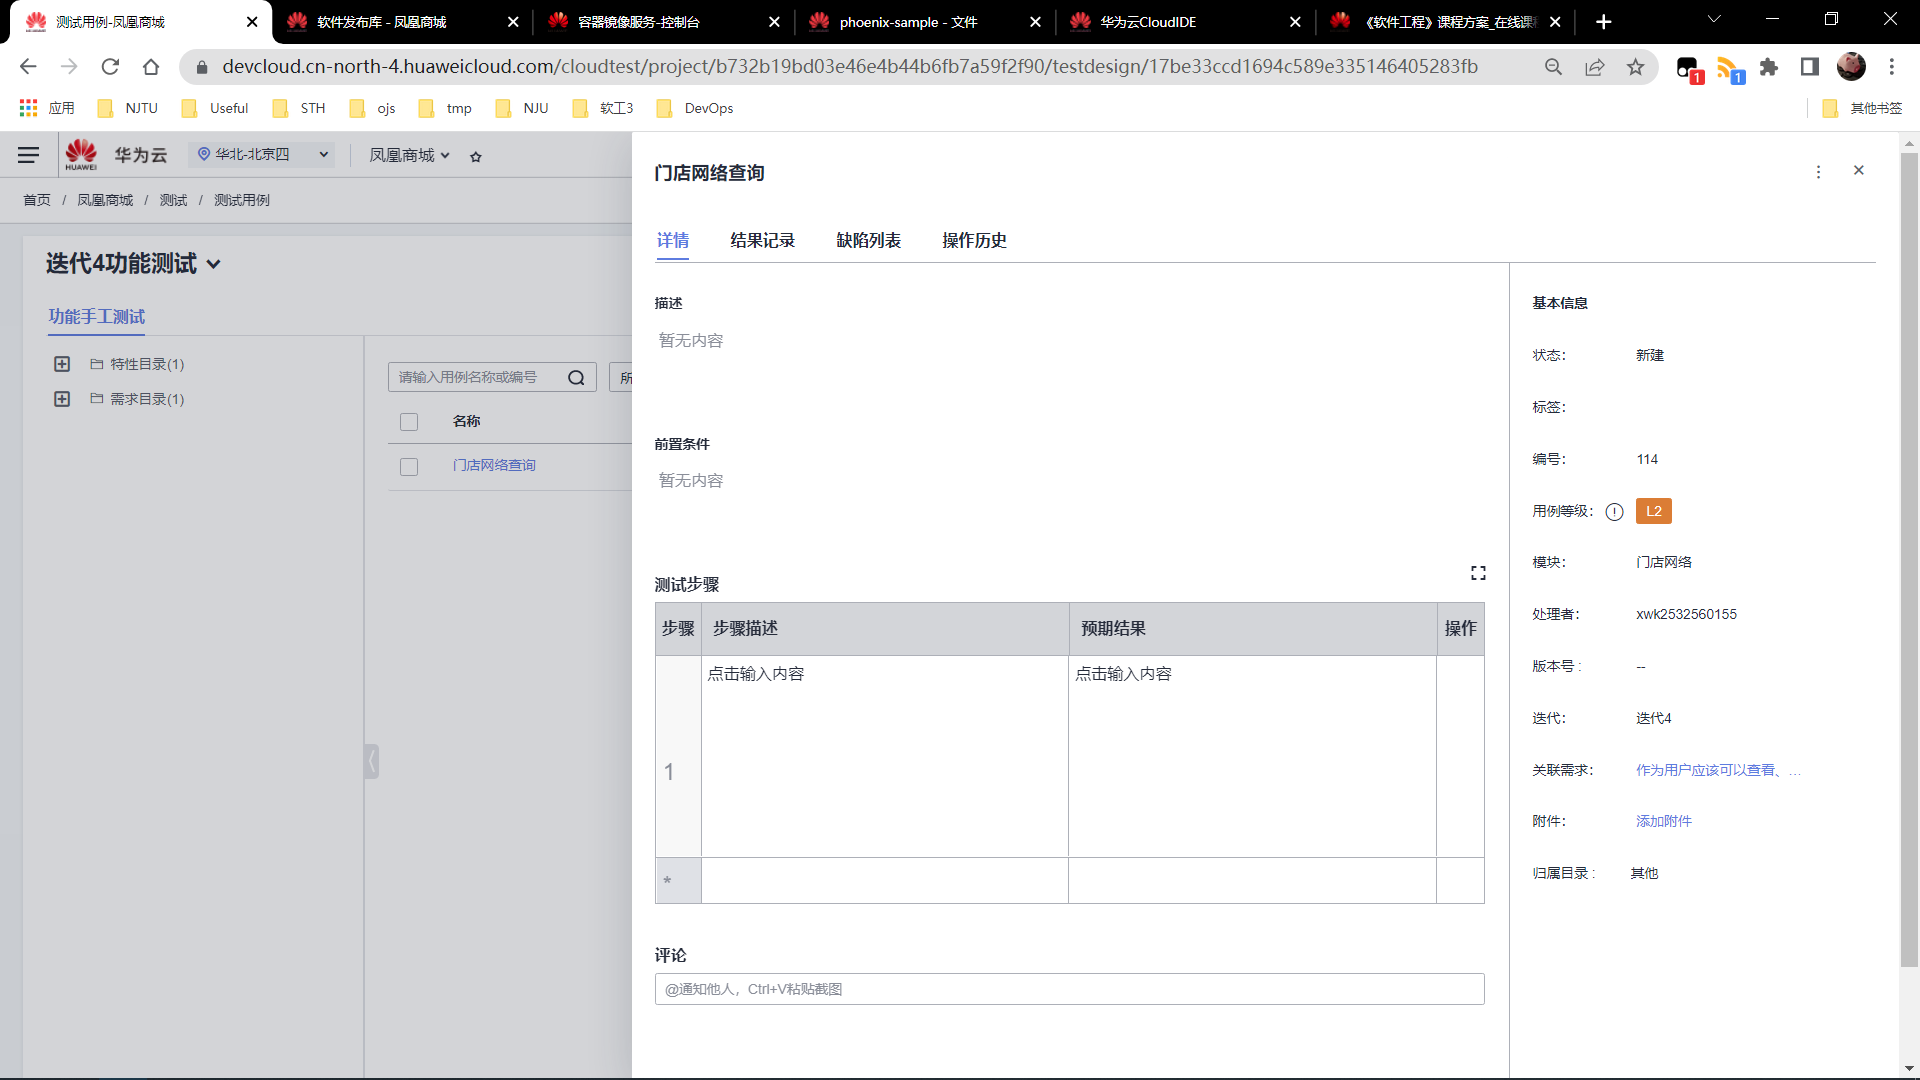 测试用例-凤凰商城
软件发布库 - 凤凰商城
容器镜像服务-控制台
phoenix-sample - 文件
华为云CloudIDE
《软件工程》课程方案_在线课
devcloud.cn-north-4.huaweicloud.com/cloudtest/project/b732b19bd03e46e4b44b6fb7a59f2f90/testdesign/17be33ccd1694c589e335146405283fb
1
1
应用
NJTU
Useful
STH
ojs
tmp
NJU
软工3
DevOps
其他书签
HUAWEI
华为云
华北-北京四
凤凰商城
首页 / 凤凰商城 / 测试 / 测试用例
迭代4功能测试
功能手工测试
特性目录(1)
需求目录(1)
请输入用例名称或编号
所
名称
门店网络查询
门店网络查询
详情
结果记录
缺陷列表
操作历史
描述
暂无内容
前置条件
暂无内容
测试步骤
步骤 步骤描述 预期结果 操作
1 点击输入内容 点击输入内容
*
评论
@通知他人，Ctrl+V粘贴截图
基本信息
状态： 新建
标签：
编号： 114
用例等级： L2
模块： 门店网络
处理者： xwk2532560155
版本号 : --
迭代： 迭代4
关联需求： 作为用户应该可以查看、...
附件： 添加附件
归属目录 : 其他